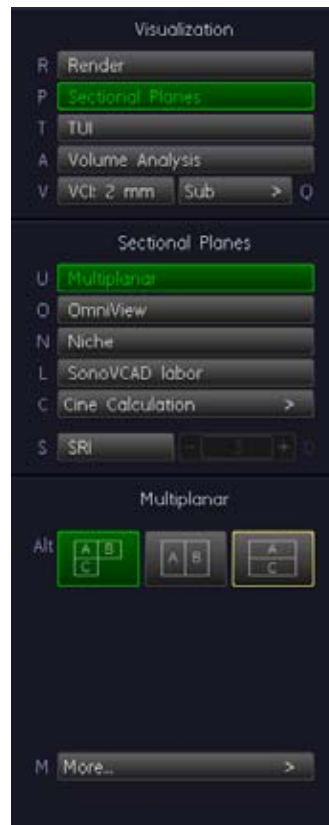 Visualization
R Render
P Sectional Planes
T TUI
A Volume Analysis
V VCI: 2 mm Sub > Q
Sectional Planes
U Multiplanar
O OmniView
N Niche
L SonoVCAD labor
C Cine Calculation >
S SRI - 3 + D
Multiplanar
Alt A B C A B A C
M More... >